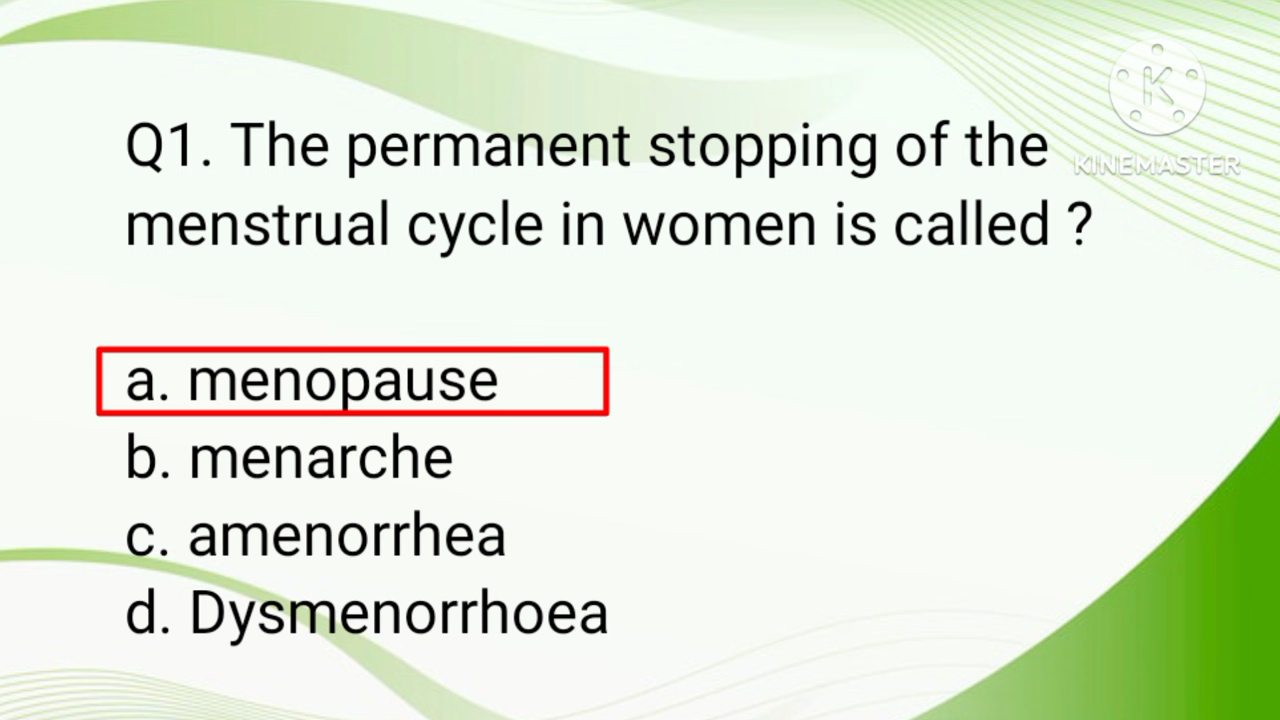 Q1. The permanent stopping of the
menstrual cycle in women is called ?
a. menopause
b. menarche
c. amenorrhea
d. Dysmenorrhoea
K
KINEMASTER